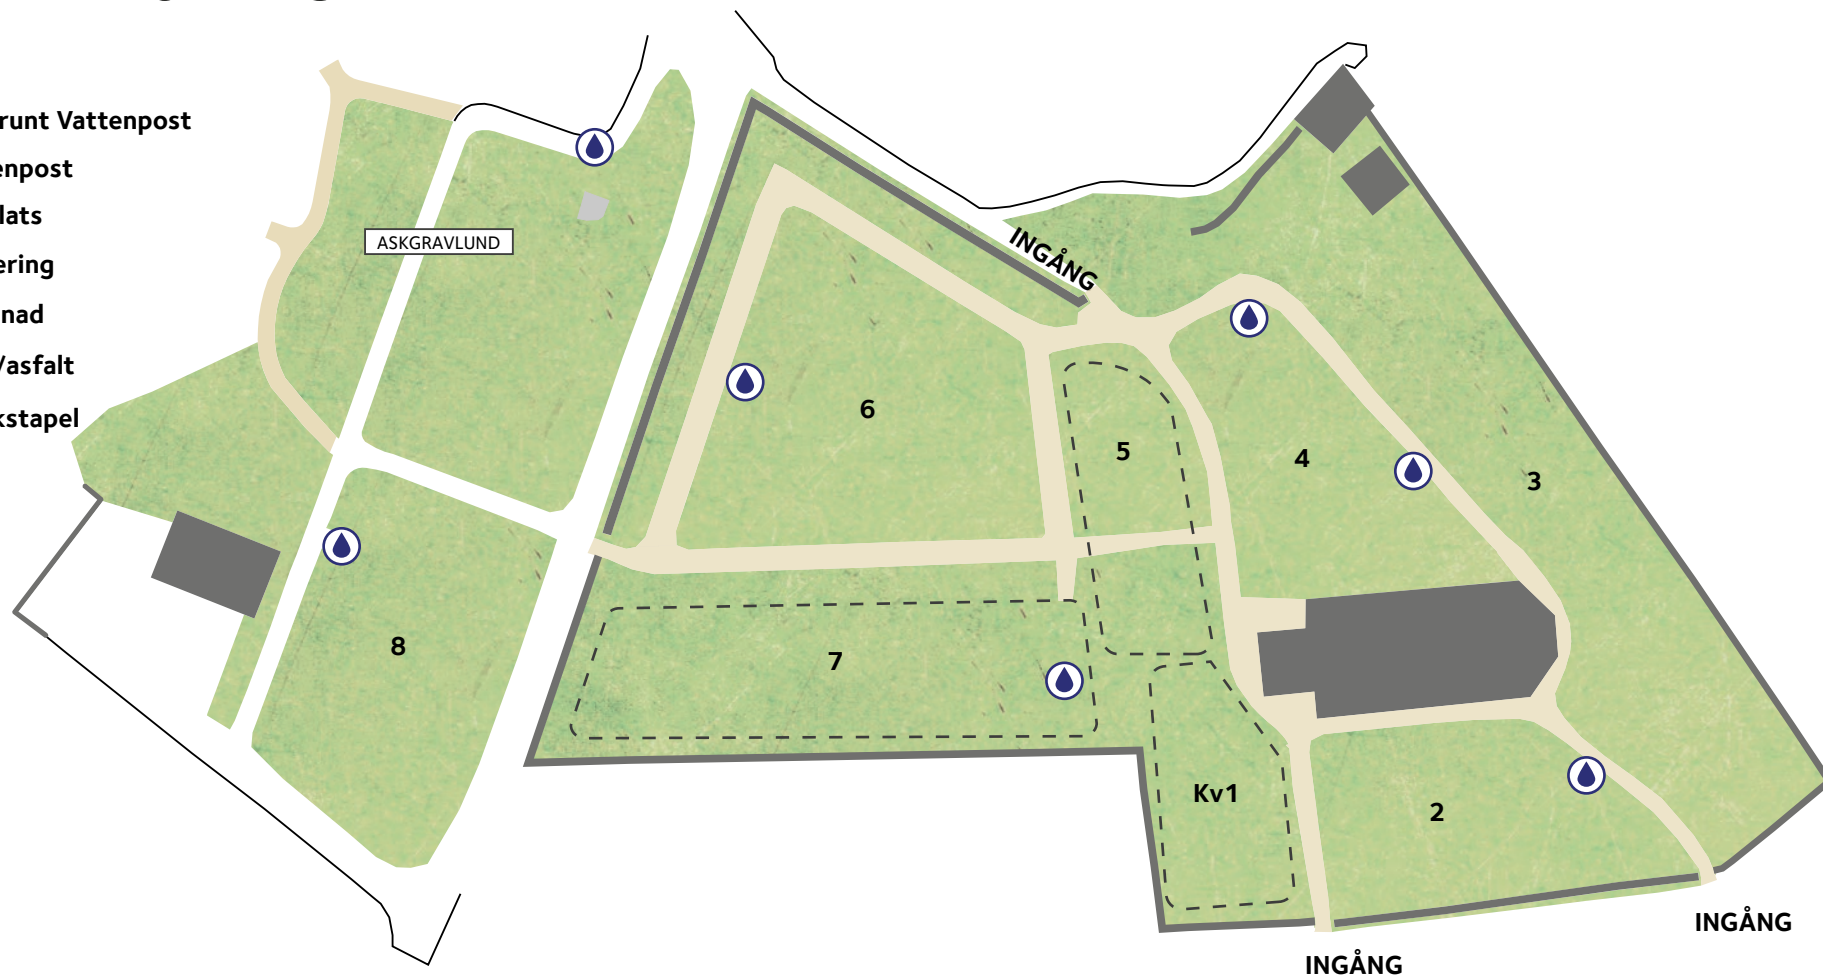 runt Vattenpost
enpost
lats
ering
nad
/asfalt
kstapel
ASKGRAVLUND
INGÅNG
6
5
4
3
7
8
Kv1
2
INGÅNG
INGÅNG